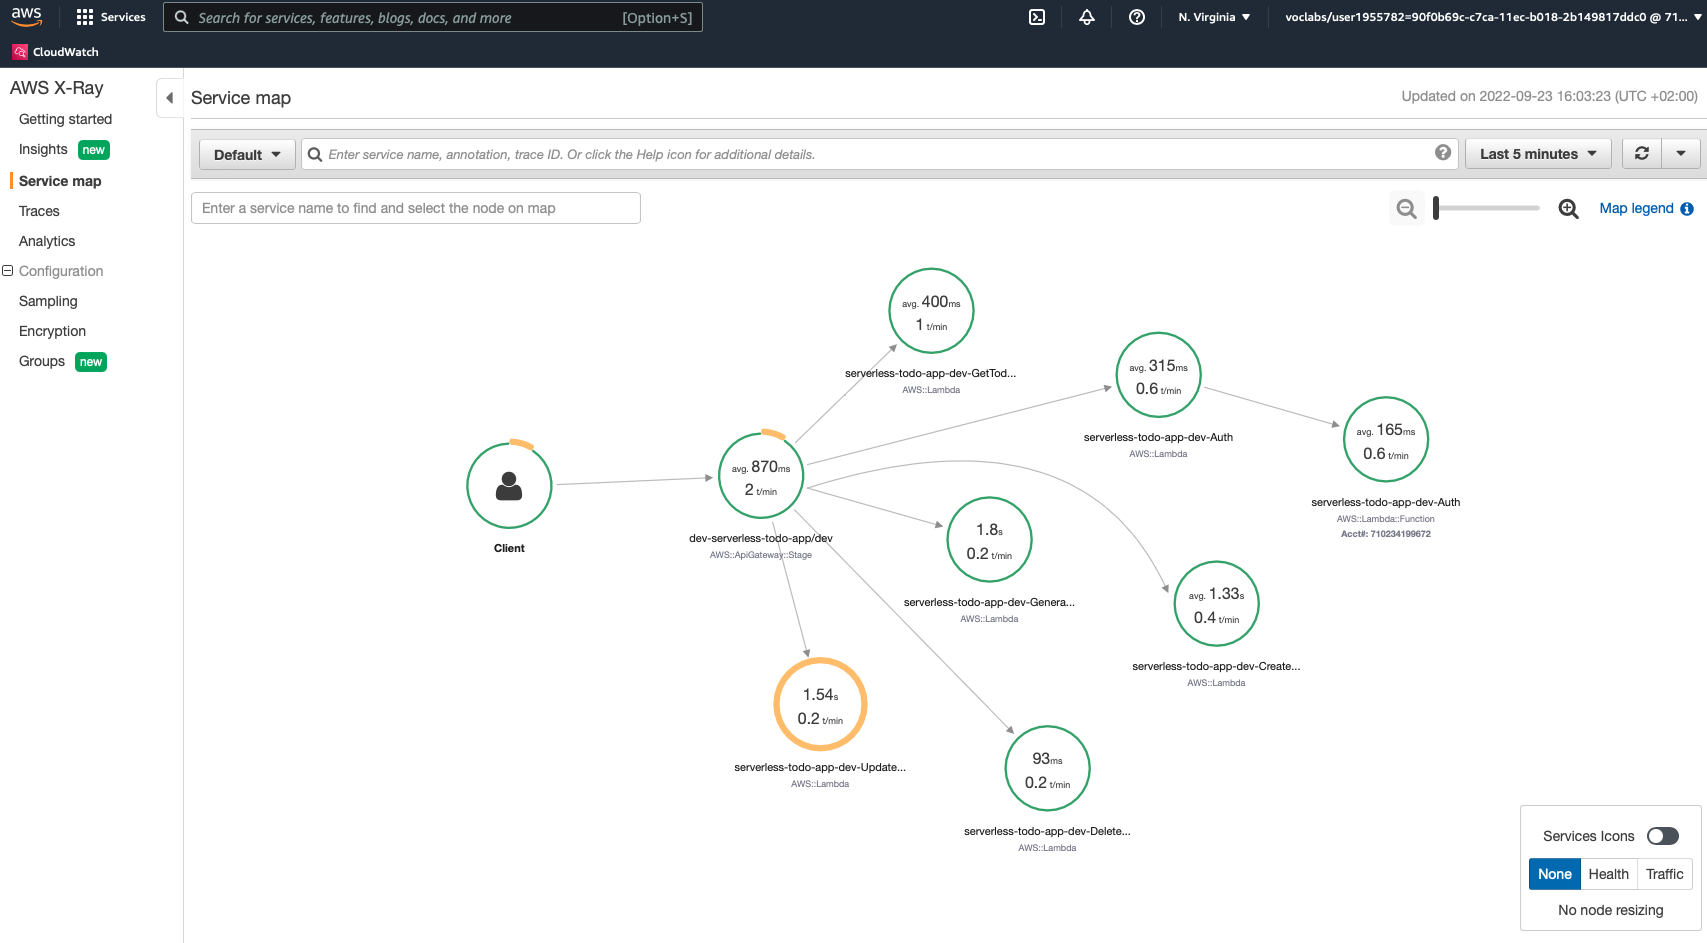 aws
Services
Search for services, features, blogs, docs, and more
[Option+S]
N. Virginia
voclabs/user1955782=90f0b69c-c7ca-11ec-b018-2b149817ddc0 @ 71...
CloudWatch
AWS X-Ray
Getting started
Insights new
Service map
Traces
Analytics
Configuration
Sampling
Encryption
Groups new
Service map
Updated on 2022-09-23 16:03:23 (UTC +02:00)
Default
Enter service name, annotation, trace ID. Or click the Help icon for additional details.
Last 5 minutes
Enter a service name to find and select the node on map
Map legend
avg. 400ms
1 t/min
serverless-todo-app-dev-GetTod...
AWS::Lambda
avg. 315ms
0.6 t/min
serverless-todo-app-dev-Auth
AWS::Lambda
avg. 165ms
0.6 t/min
serverless-todo-app-dev-Auth
AWS::Lambda::Function
Acct#: 710234199672
Client
avg. 870ms
2 t/min
dev-serverless-todo-app/dev
AWS::ApiGateway::Stage
1.8s
0.2 t/min
serverless-todo-app-dev-Genera...
AWS::Lambda
avg. 1.33s
0.4 t/min
serverless-todo-app-dev-Create...
AWS::Lambda
1.54s
0.2 t/min
serverless-todo-app-dev-Update...
AWS::Lambda
93ms
0.2 t/min
serverless-todo-app-dev-Delete...
AWS::Lambda
Services Icons
None Health Traffic
No node resizing